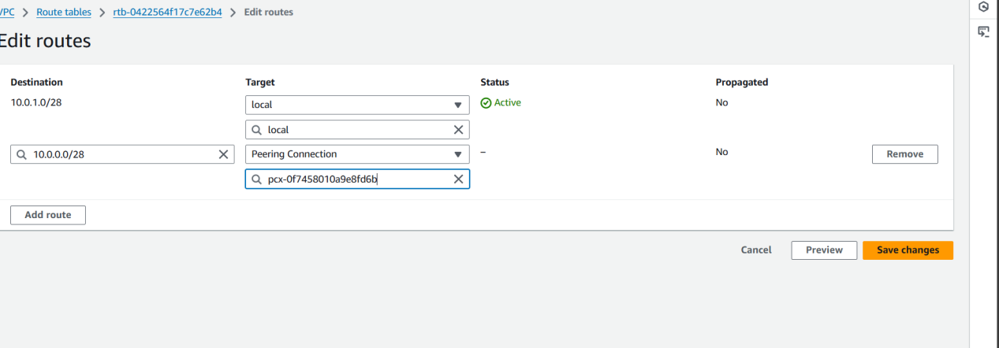 VPC > Route tables > rtb-0422564f17c7e62b4 > Edit routes
Edit routes
Destination Target Status Propagated
10.0.1.0/28 local Active No
local
10.0.0.0/28 Peering Connection – No Remove
pcx-0f7458010a9e8fd6b
Add route
Cancel Preview Save changes